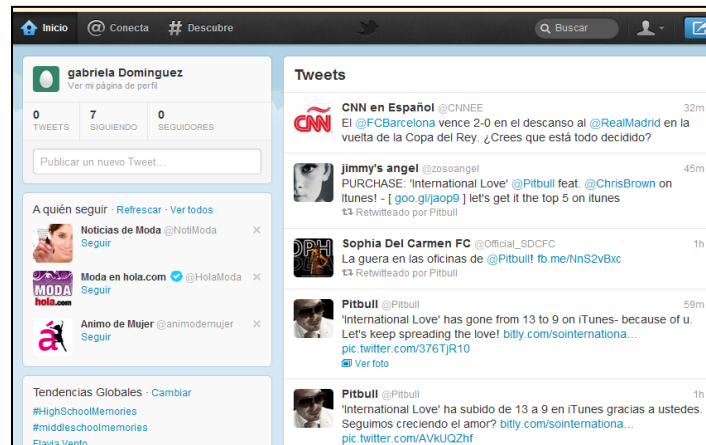 Inicio
@ Conecta
# Descubre
Buscar
gabriela Dominguez
Ver mi página de perfil
0 7 0
TWEETS SIGUIENDO SEGUIDORES
Publicar un nuevo Tweet…
A quién seguir · Refrescar · Ver todos
Noticias de Moda @NotiModa
Seguir
MODA
hola.com
Moda en hola.com @HolaModa
Seguir
á
Animo de Mujer @animodemujer
Seguir
Tendencias Globales · Cambiar
#HighSchoolMemories
#middleschoolmemories
Flavia Vento
Tweets
CNN
CNN en Español @CNNEE 32m
El @FCBarcelona vence 2-0 en el descanso al @RealMadrid en la
vuelta de la Copa del Rey. ¿Crees que está todo decidido?
jimmy's angel @zosoangel 45m
PURCHASE: 'International Love' @Pitbull feat. @ChrisBrown on
Itunes! - [ goo.gl/jaop9 ] let's get it the top 5 on itunes
Retwitteado por Pitbull
Sophia Del Carmen FC @Official_SDCFC 1h
La guera en las oficinas de @Pitbull! fb.me/NnS2vBxc
Retwitteado por Pitbull
Pitbull @Pitbull 59m
'International Love' has gone from 13 to 9 on iTunes- because of u.
Let's keep spreading the love! bitly.com/sointernationa…
pic.twitter.com/376TjR10
Ver foto
Pitbull @Pitbull 1h
'International Love' ha subido de 13 a 9 en iTunes gracias a ustedes.
Seguimos creciendo el amor? bitly.com/sointernationa…
pic.twitter.com/AVkUQZhf